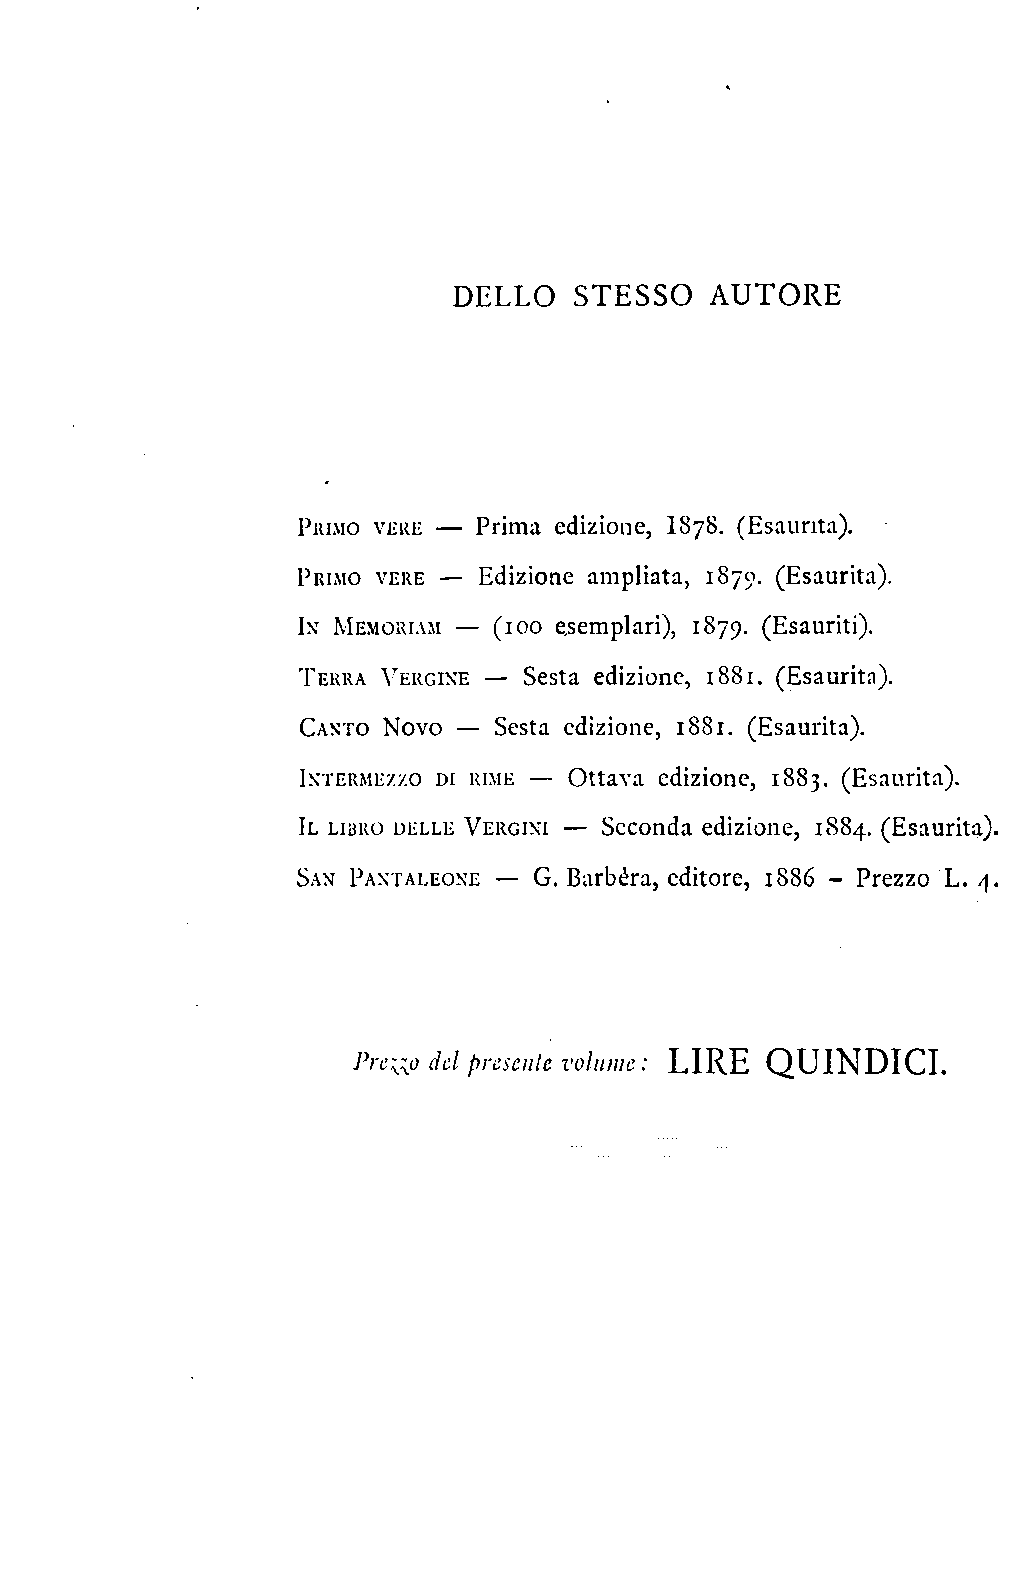 DELLO STESSO AUTORE
Primo vere — Prima edizione, 1878. (Esaurita).
Primo vere — Edizione ampliata, 1879. (Esaurita).
In Memoriam — (100 esemplari), 1879. (Esauriti).
Terra Vergine — Sesta edizione, 1881. (Esaurita).
Canto Novo — Sesta edizione, 1881. (Esaurita).
Intermezzo di rime — Ottava edizione, 1883. (Esaurita).
Il libro delle Vergini — Seconda edizione, 1884. (Esaurita).
San Pantaleone — G. Barbèra, editore, 1886 - Prezzo L. 4.
Prezzo del presente volume: LIRE QUINDICI.